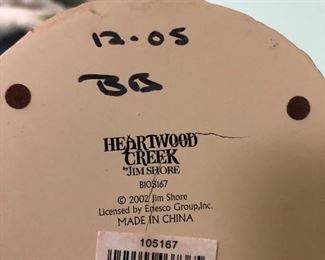 12-05
BB
HEARTWOOD
CREEK
by JIM SHORE
B105167
© 2002 Jim Shore
Licensed by Enesco Group, Inc.
MADE IN CHINA
105167